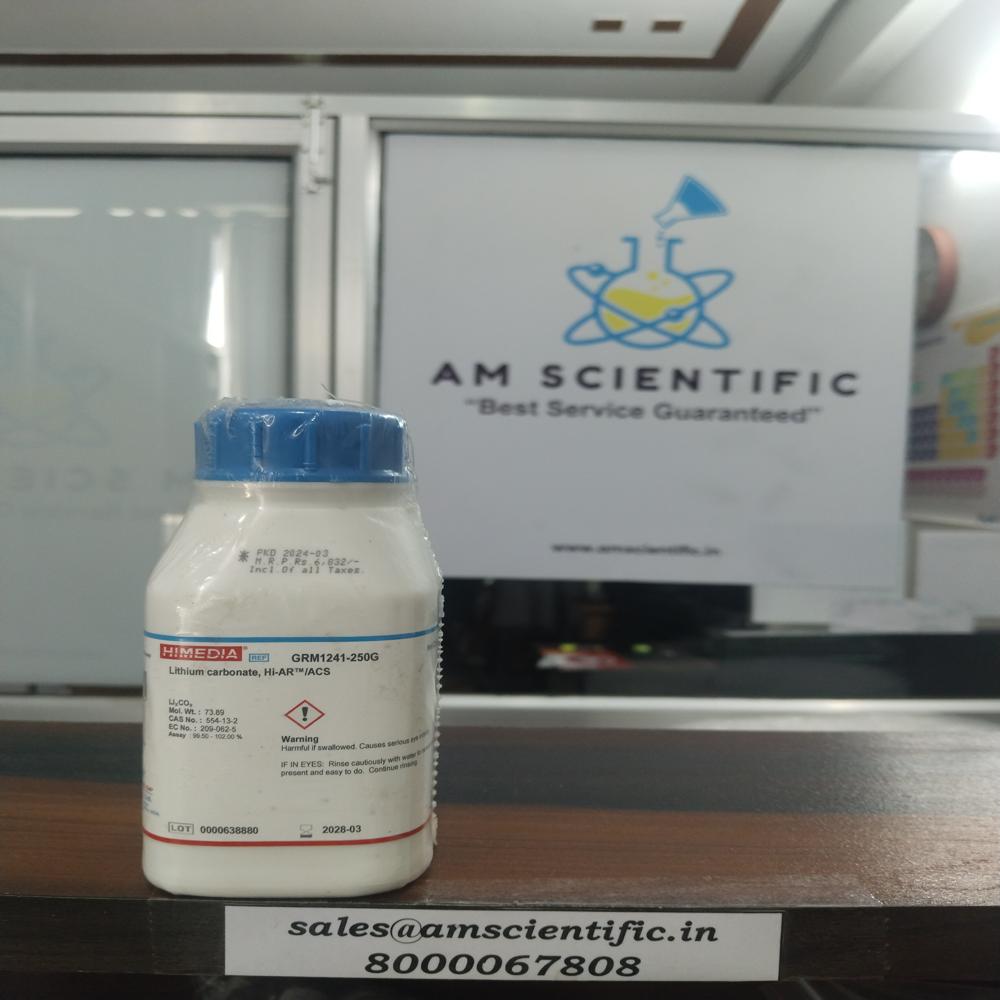 AM SCIENTIFIC
"Best Service Guaranteed"
www.amscientific.in
PKD 2024-03
M.R.P.Rs.6,832/-
Incl.Of all Taxes.
HIMEDIA® REF GRM1241-250G
Lithium carbonate, Hi-AR™/ACS
Li₂CO₃
Mol. Wt. : 73.89
CAS No. : 554-13-2
EC No. : 209-062-5
Assay : 99.50 - 102.00 %
Warning
Harmful if swallowed. Causes serious eye
IF IN EYES: Rinse cautiously with water
present and easy to do. Continue rinsing.
LOT 0000638880 2028-03
sales@amscientific.in
8000067808